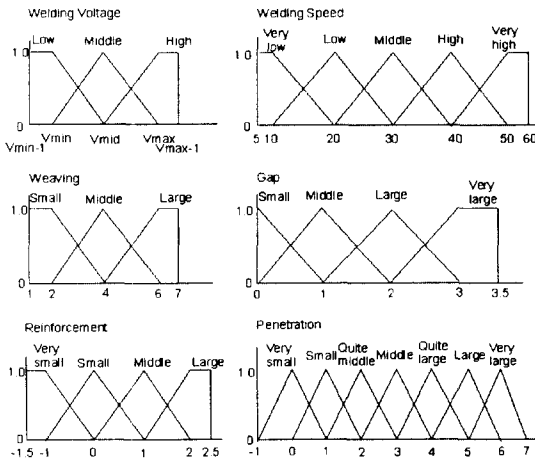 Welding Voltage
Low Middle High
1.0
0
Vmin Vmid Vmax
Vmin-1 Vmax-1
Welding Speed
Very low Low Middle High Very high
1.0
0
5 10 20 30 40 50 60
Weaving
Small Middle Large
1.0
0
1 2 4 6 7
Gap
Small Middle Large Very large
1.0
0
0 1 2 3 3.5
Reinforcement
Very small Small Middle Large
1.0
0
-1.5 -1 0 1 2 2.5
Penetration
Very small Small Quite middle Middle Quite large Large Very large
1.0
0
-1 0 1 2 3 4 5 6 7